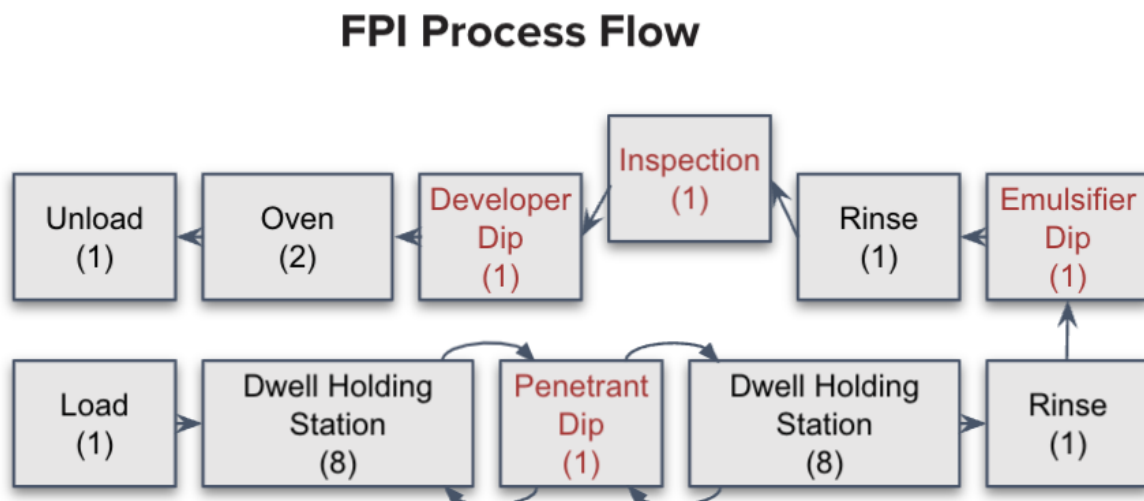 FPI Process Flow
Inspection
(1)
Unload
(1)
Oven
(2)
Developer
Dip
(1)
Rinse
(1)
Emulsifier
Dip
(1)
Load
(1)
Dwell Holding
Station
(8)
Penetrant
Dip
(1)
Dwell Holding
Station
(8)
Rinse
(1)